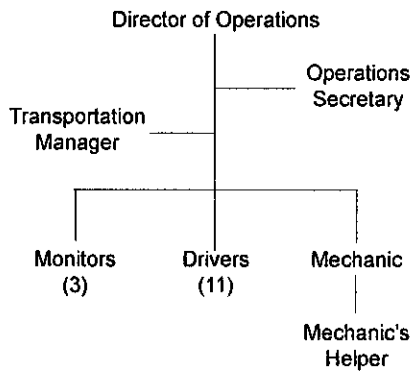 Director of Operations
Operations
Secretary
Transportation
Manager
Monitors
(3)
Drivers
(11)
Mechanic
Mechanic's
Helper